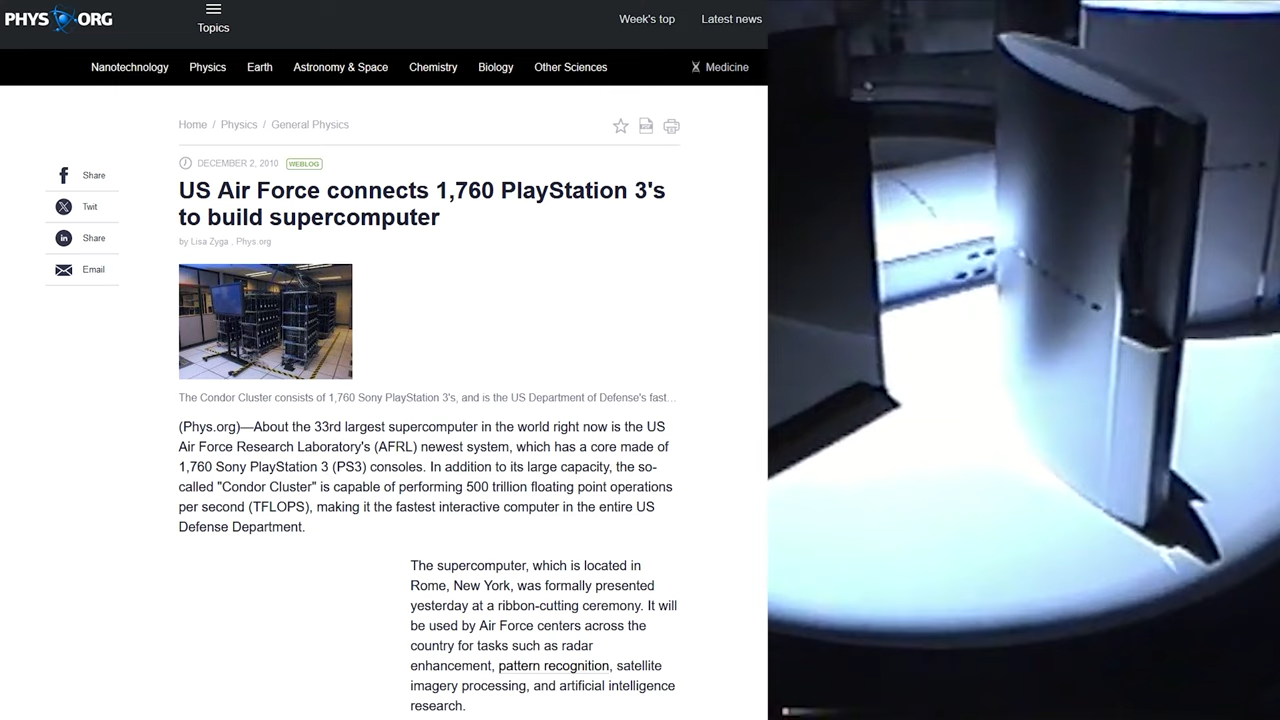 PHYS ORG
Topics
Week's top
Latest news
Nanotechnology
Physics
Earth
Astronomy & Space
Chemistry
Biology
Other Sciences
Medicine
Home / Physics / General Physics
DECEMBER 2, 2010 WEBLOG
US Air Force connects 1,760 PlayStation 3's
to build supercomputer
by Lisa Zyga , Phys.org
Share
Twit
Share
Email
The Condor Cluster consists of 1,760 Sony PlayStation 3's, and is the US Department of Defense's fast...
(Phys.org)—About the 33rd largest supercomputer in the world right now is the US
Air Force Research Laboratory's (AFRL) newest system, which has a core made of
1,760 Sony PlayStation 3 (PS3) consoles. In addition to its large capacity, the so-
called "Condor Cluster" is capable of performing 500 trillion floating point operations
per second (TFLOPS), making it the fastest interactive computer in the entire US
Defense Department.
The supercomputer, which is located in
Rome, New York, was formally presented
yesterday at a ribbon-cutting ceremony. It will
be used by Air Force centers across the
country for tasks such as radar
enhancement, pattern recognition, satellite
imagery processing, and artificial intelligence
research.